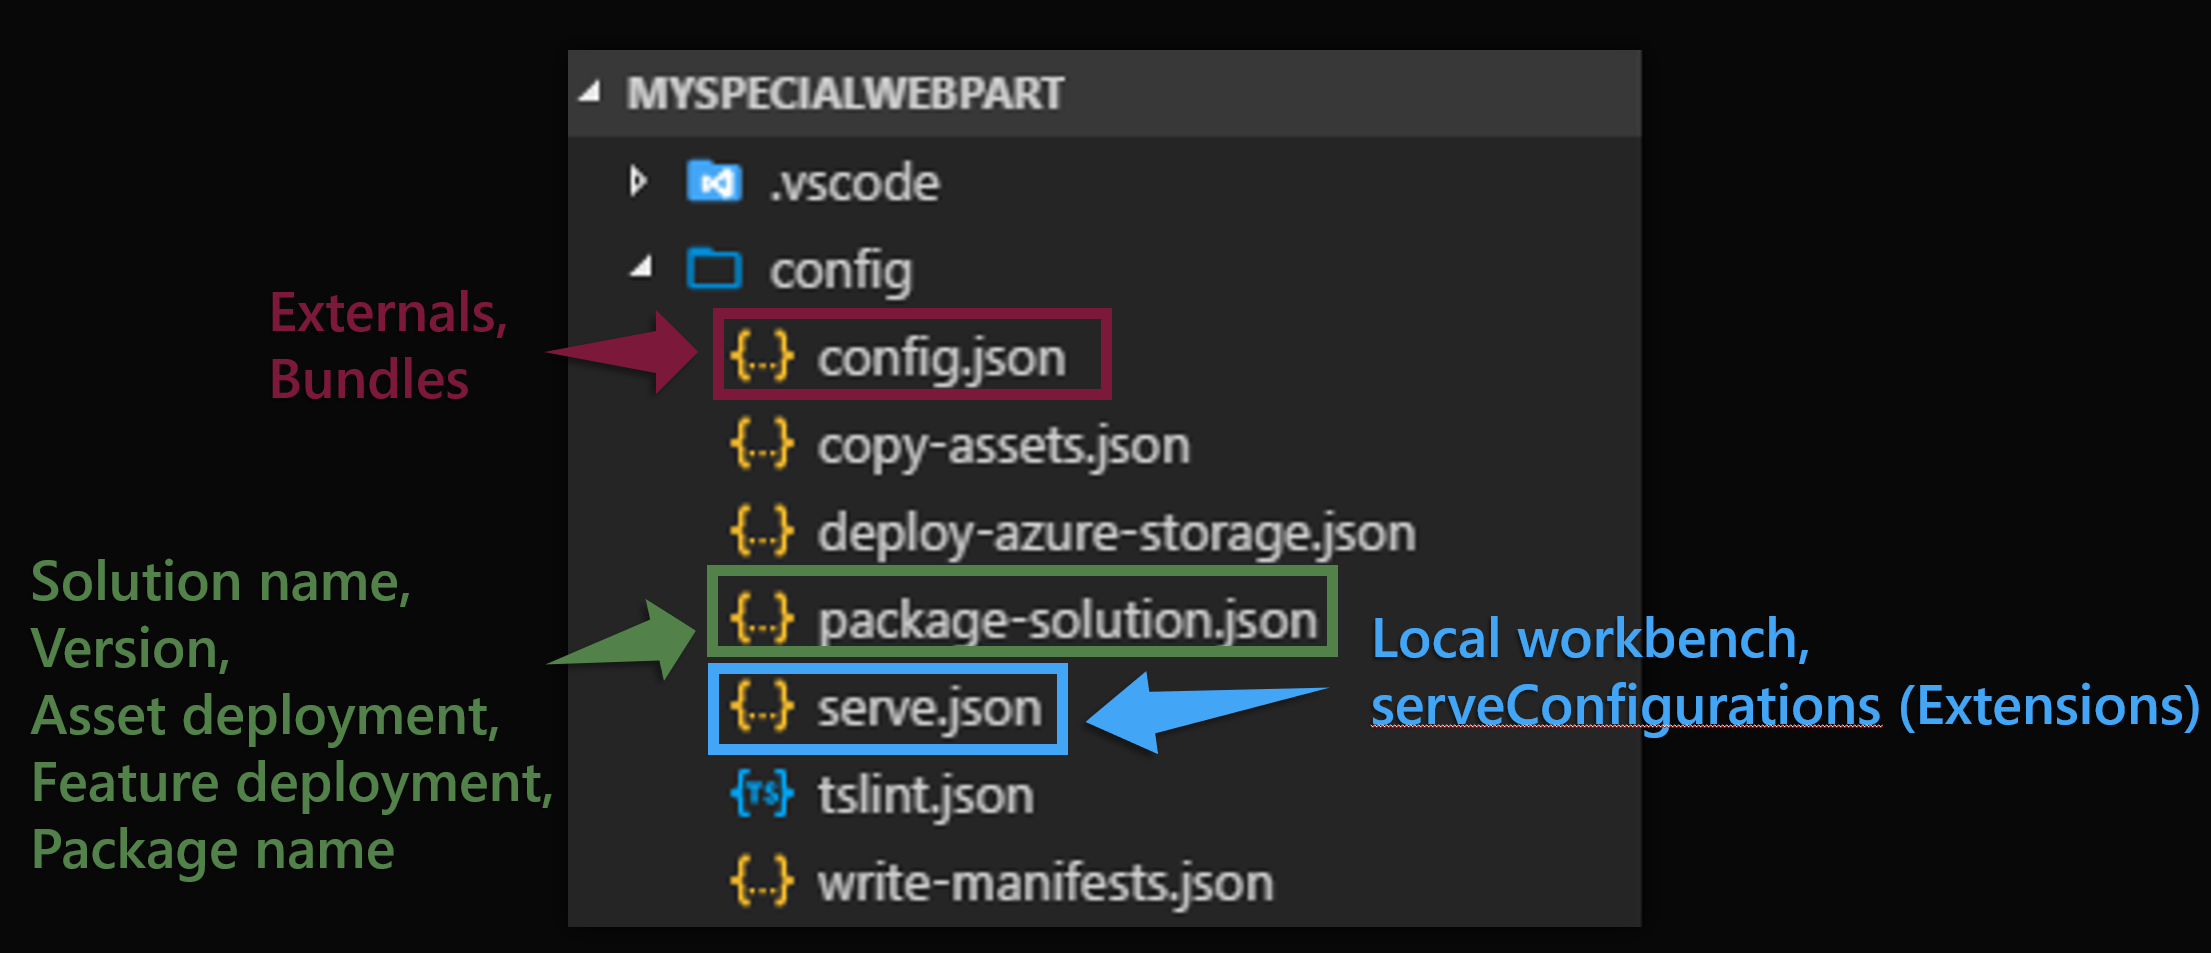 MYSPECIALWEBPART
.vscode
config
Externals,
Bundles
config.json
copy-assets.json
deploy-azure-storage.json
Solution name,
Version,
Asset deployment,
Feature deployment,
Package name
package-solution.json
Local workbench,
serveConfigurations (Extensions)
serve.json
tslint.json
write-manifests.json